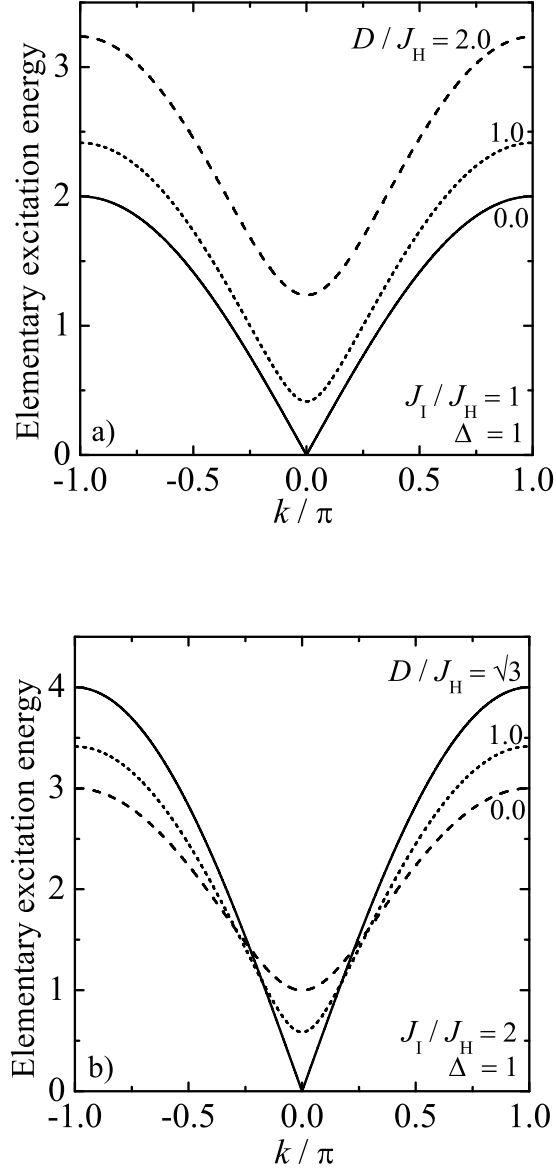 D / J_H = 2.0
3
1.0
2
0.0
Elementary excitation energy
1
J_I / J_H = 1
a)
Δ = 1
0
-1.0 -0.5 0.0 0.5 1.0
k / π
4
D / J_H = √3
1.0
3
0.0
Elementary excitation energy
2
1
J_I / J_H = 2
b)
Δ = 1
0
-1.0 -0.5 0.0 0.5 1.0
k / π